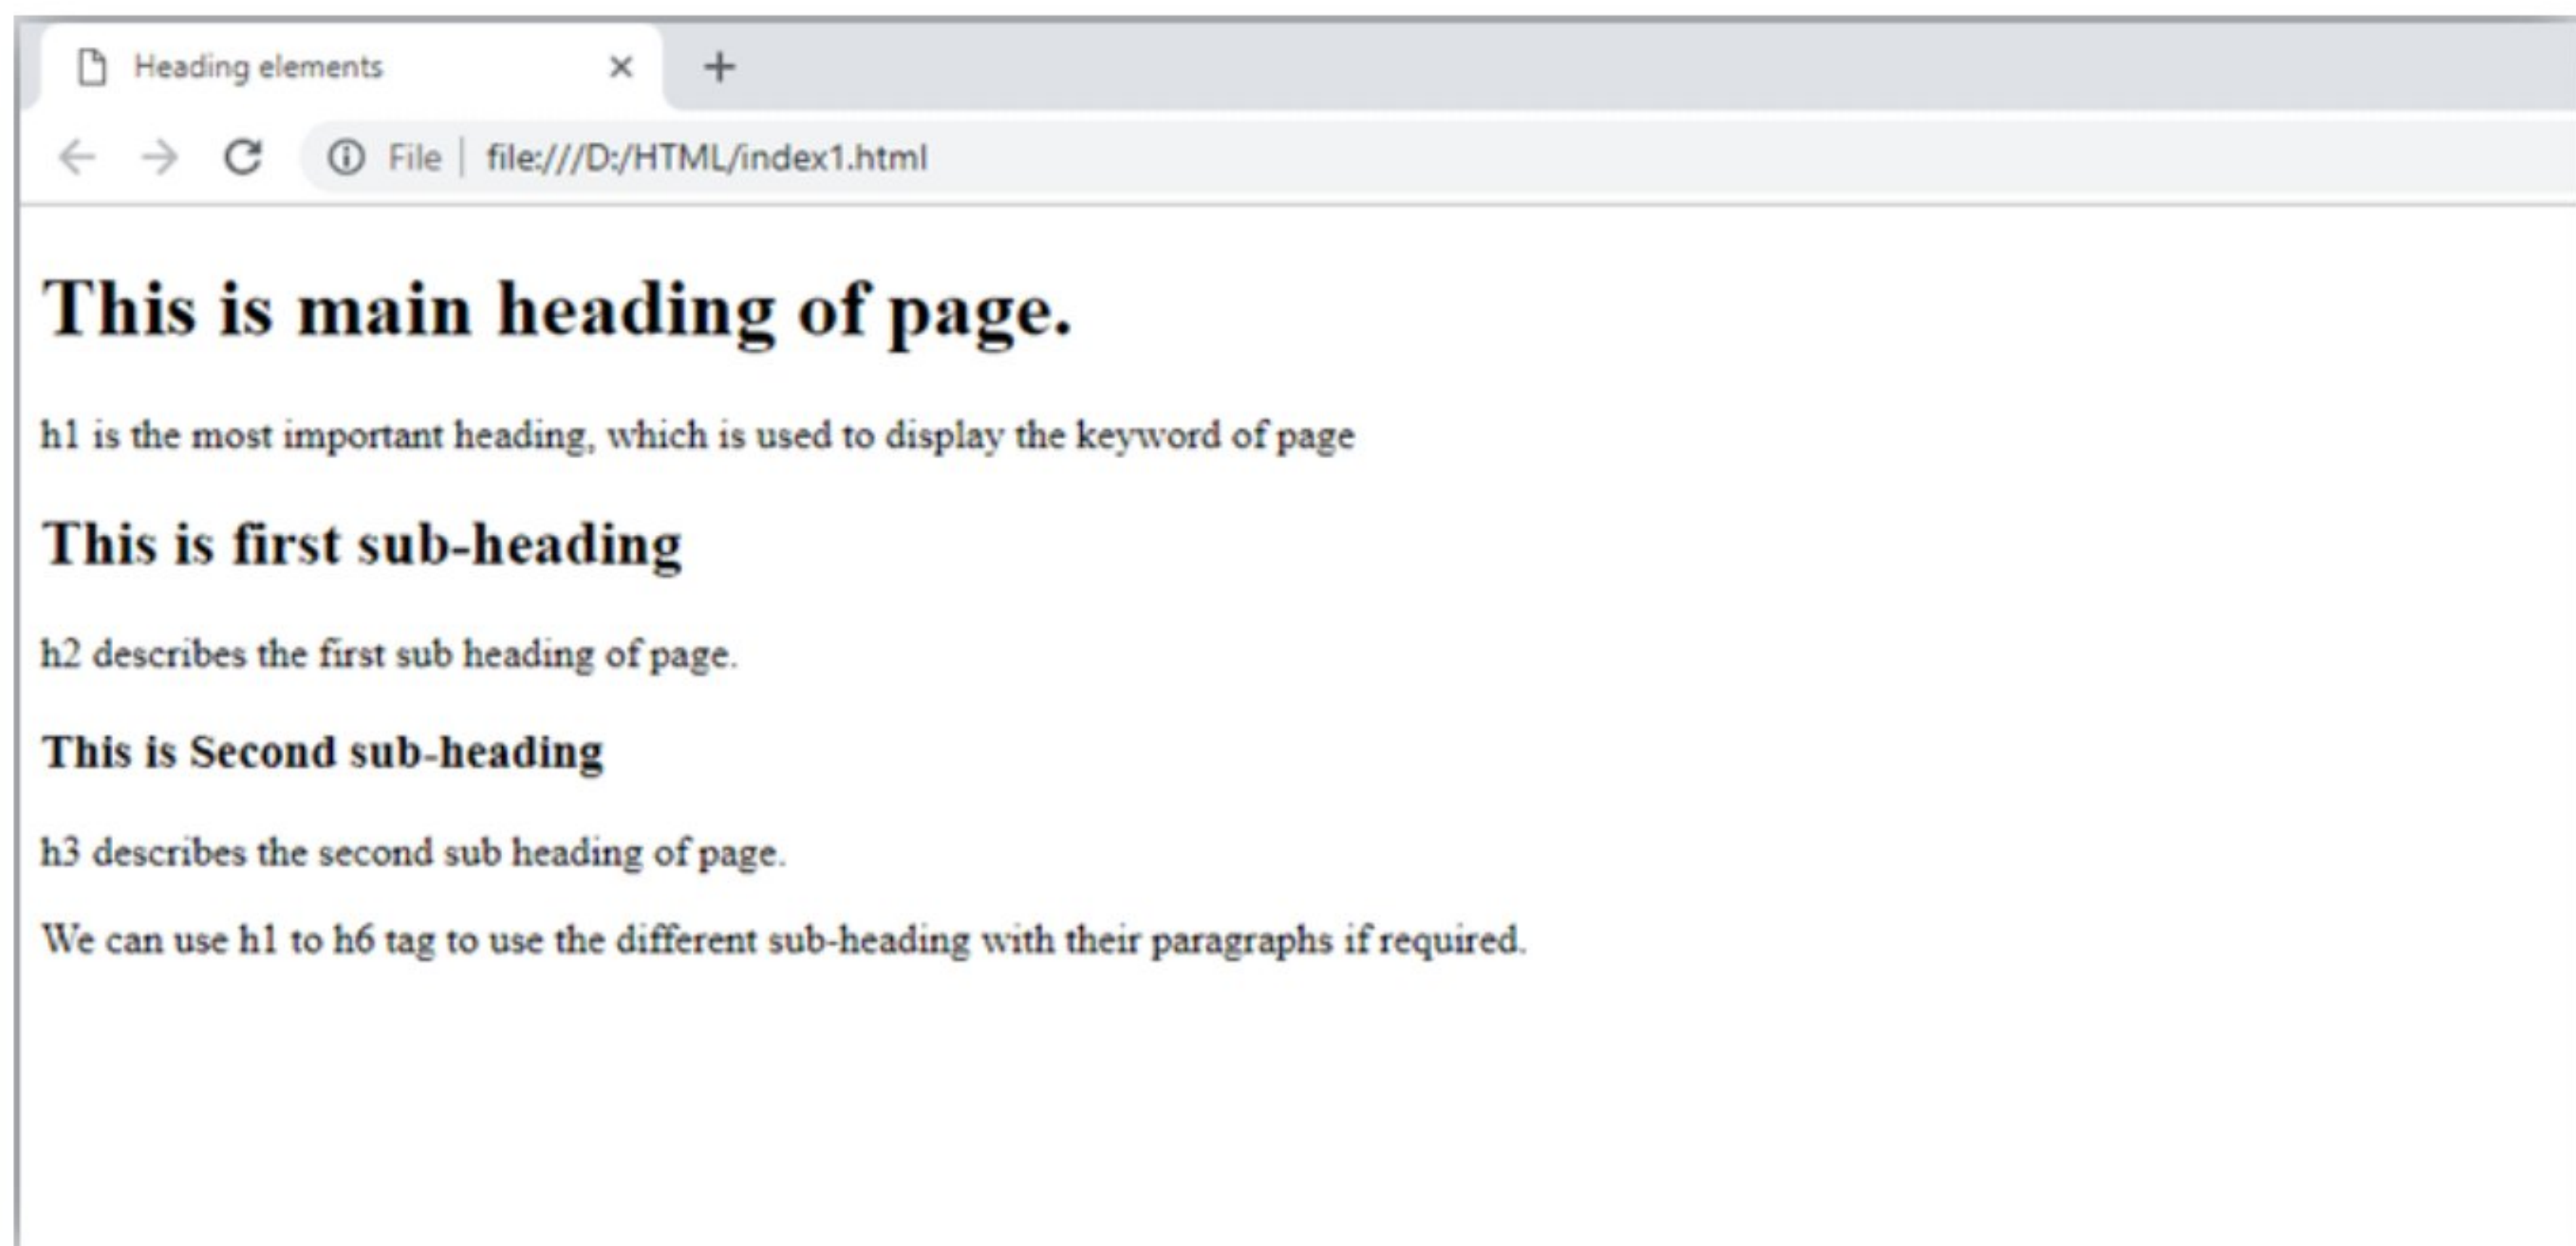 Heading elements
File file:///D:/HTML/index1.html
This is main heading of page.
h1 is the most important heading, which is used to display the keyword of page
This is first sub-heading
h2 describes the first sub heading of page.
This is Second sub-heading
h3 describes the second sub heading of page.
We can use h1 to h6 tag to use the different sub-heading with their paragraphs if required.